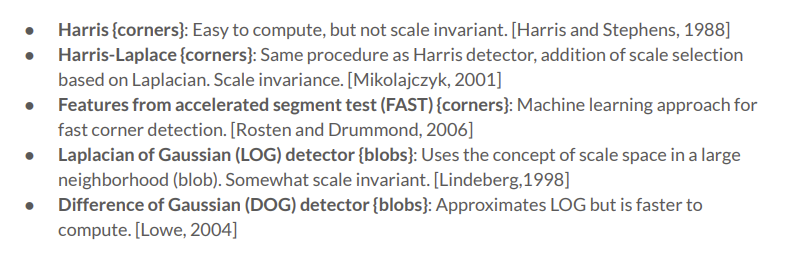 ● Harris {corners}: Easy to compute, but not scale invariant. [Harris and Stephens, 1988]
● Harris-Laplace {corners}: Same procedure as Harris detector, addition of scale selection
based on Laplacian. Scale invariance. [Mikolajczyk, 2001]
● Features from accelerated segment test (FAST) {corners}: Machine learning approach for
fast corner detection. [Rosten and Drummond, 2006]
● Laplacian of Gaussian (LOG) detector {blobs}: Uses the concept of scale space in a large
neighborhood (blob). Somewhat scale invariant. [Lindeberg,1998]
● Difference of Gaussian (DOG) detector {blobs}: Approximates LOG but is faster to
compute. [Lowe, 2004]